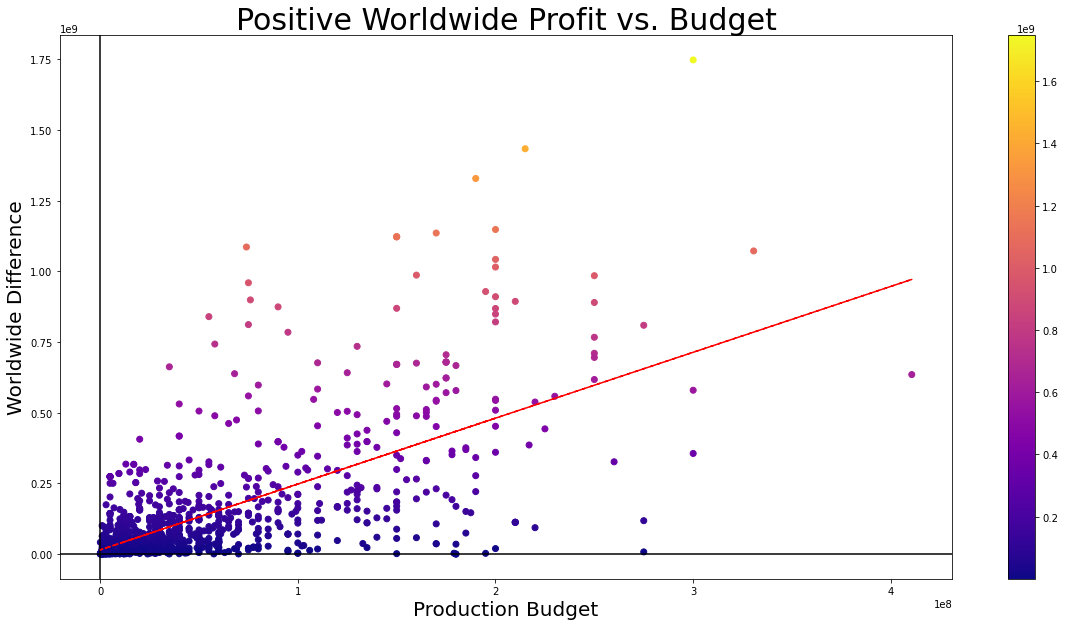 Positive Worldwide Profit vs. Budget
1e9
1e9
1.75
1.50
1.25
1.00
0.75
0.50
0.25
0.00
Worldwide Difference
0 1 2 3 4
1e8
Production Budget
1.6
1.4
1.2
1.0
0.8
0.6
0.4
0.2